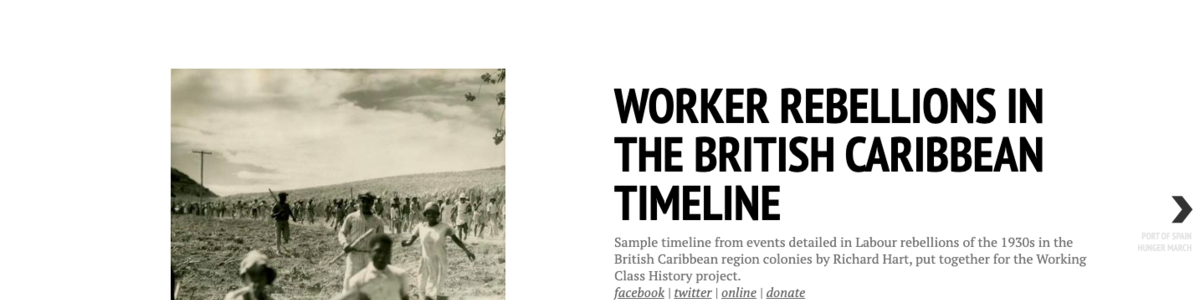 WORKER REBELLIONS IN
THE BRITISH CARIBBEAN
TIMELINE
Sample timeline from events detailed in Labour rebellions of the 1930s in the
British Caribbean region colonies by Richard Hart, put together for the Working
Class History project.
facebook | twitter | online | donate
PORT OF SPAIN
HUNGER MARCH